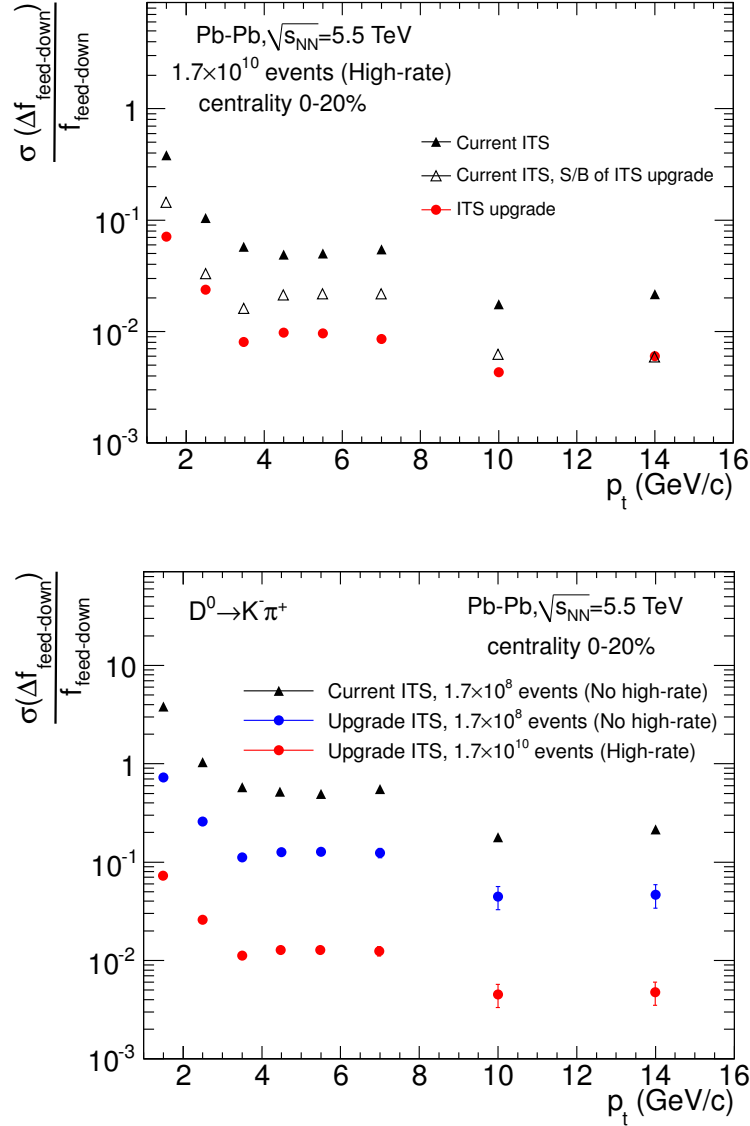 σ (Δf_feed-down)
f_feed-down
Pb-Pb,√s_NN=5.5 TeV
1.7×10^10 events (High-rate)
centrality 0-20%
Current ITS
Current ITS, S/B of ITS upgrade
ITS upgrade
1
10^-1
10^-2
10^-3
2 4 6 8 10 12 14 16
p_t (GeV/c)
σ(Δf_feed-down)
f_feed-down
D^0→K^-π^+
Pb-Pb,√s_NN=5.5 TeV
centrality 0-20%
Current ITS, 1.7×10^8 events (No high-rate)
Upgrade ITS, 1.7×10^8 events (No high-rate)
Upgrade ITS, 1.7×10^10 events (High-rate)
10
1
10^-1
10^-2
10^-3
2 4 6 8 10 12 14 16
p_t (GeV/c)